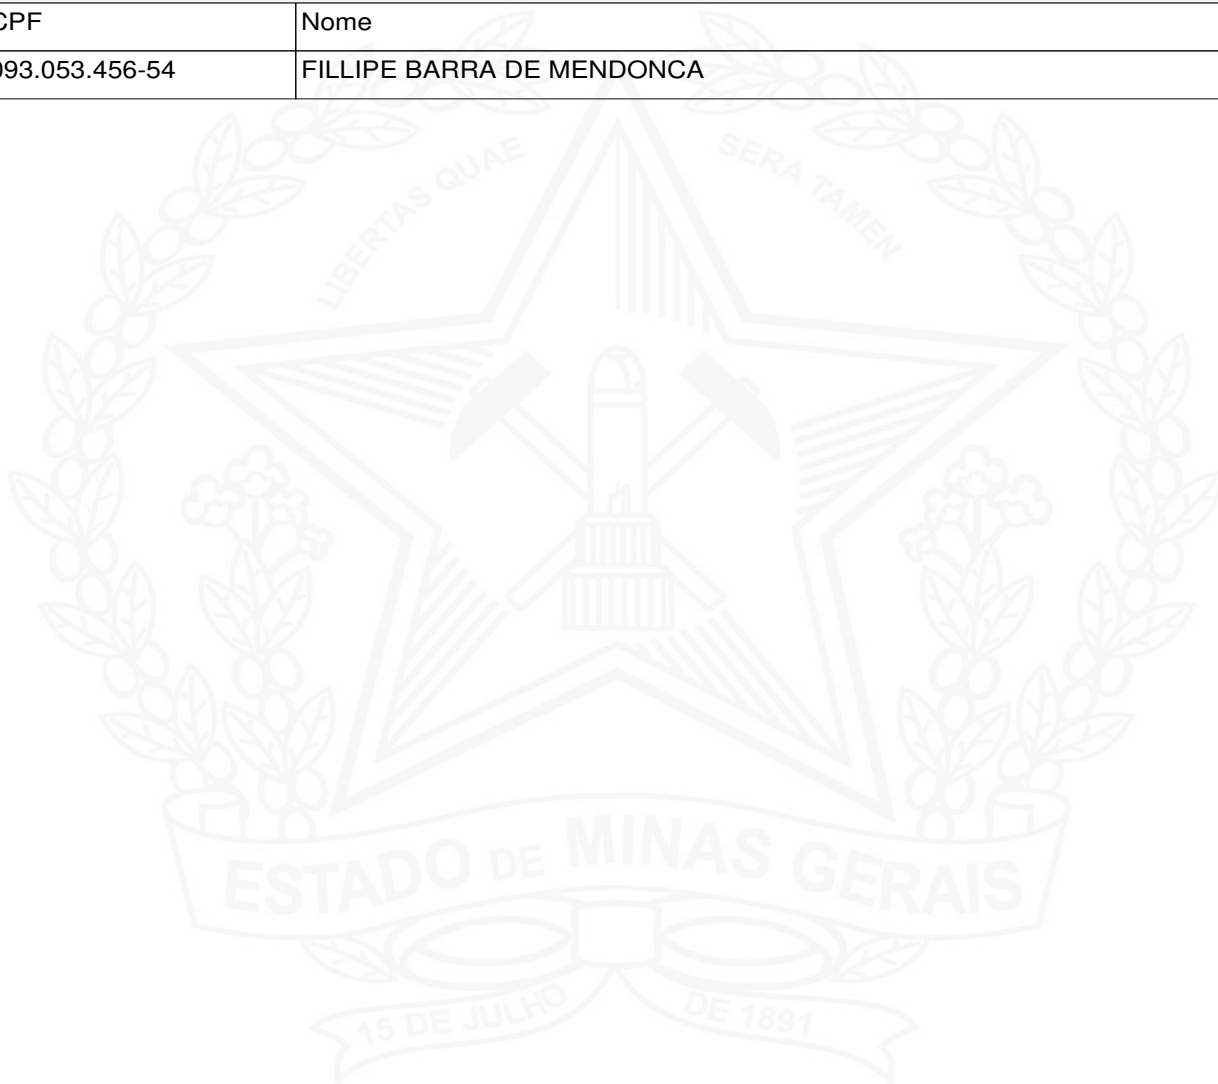 CPF Nome
093.053.456-54 FILLIPE BARRA DE MENDONCA
LIBERTAS QUAE SERA TAMEN
ESTADO DE MINAS GERAIS
15 DE JULHO DE 1891